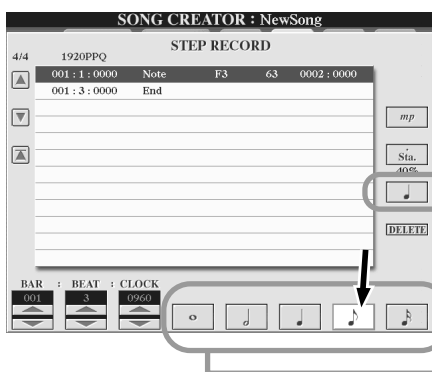 SONG CREATOR : NewSong
STEP RECORD
4/4 1920PPQ
001 : 1 : 0000 Note F3 63 0002 : 0000
001 : 3 : 0000 End
mp
Sta.
40%
DELETE
BAR : BEAT : CLOCK
001 3 0960